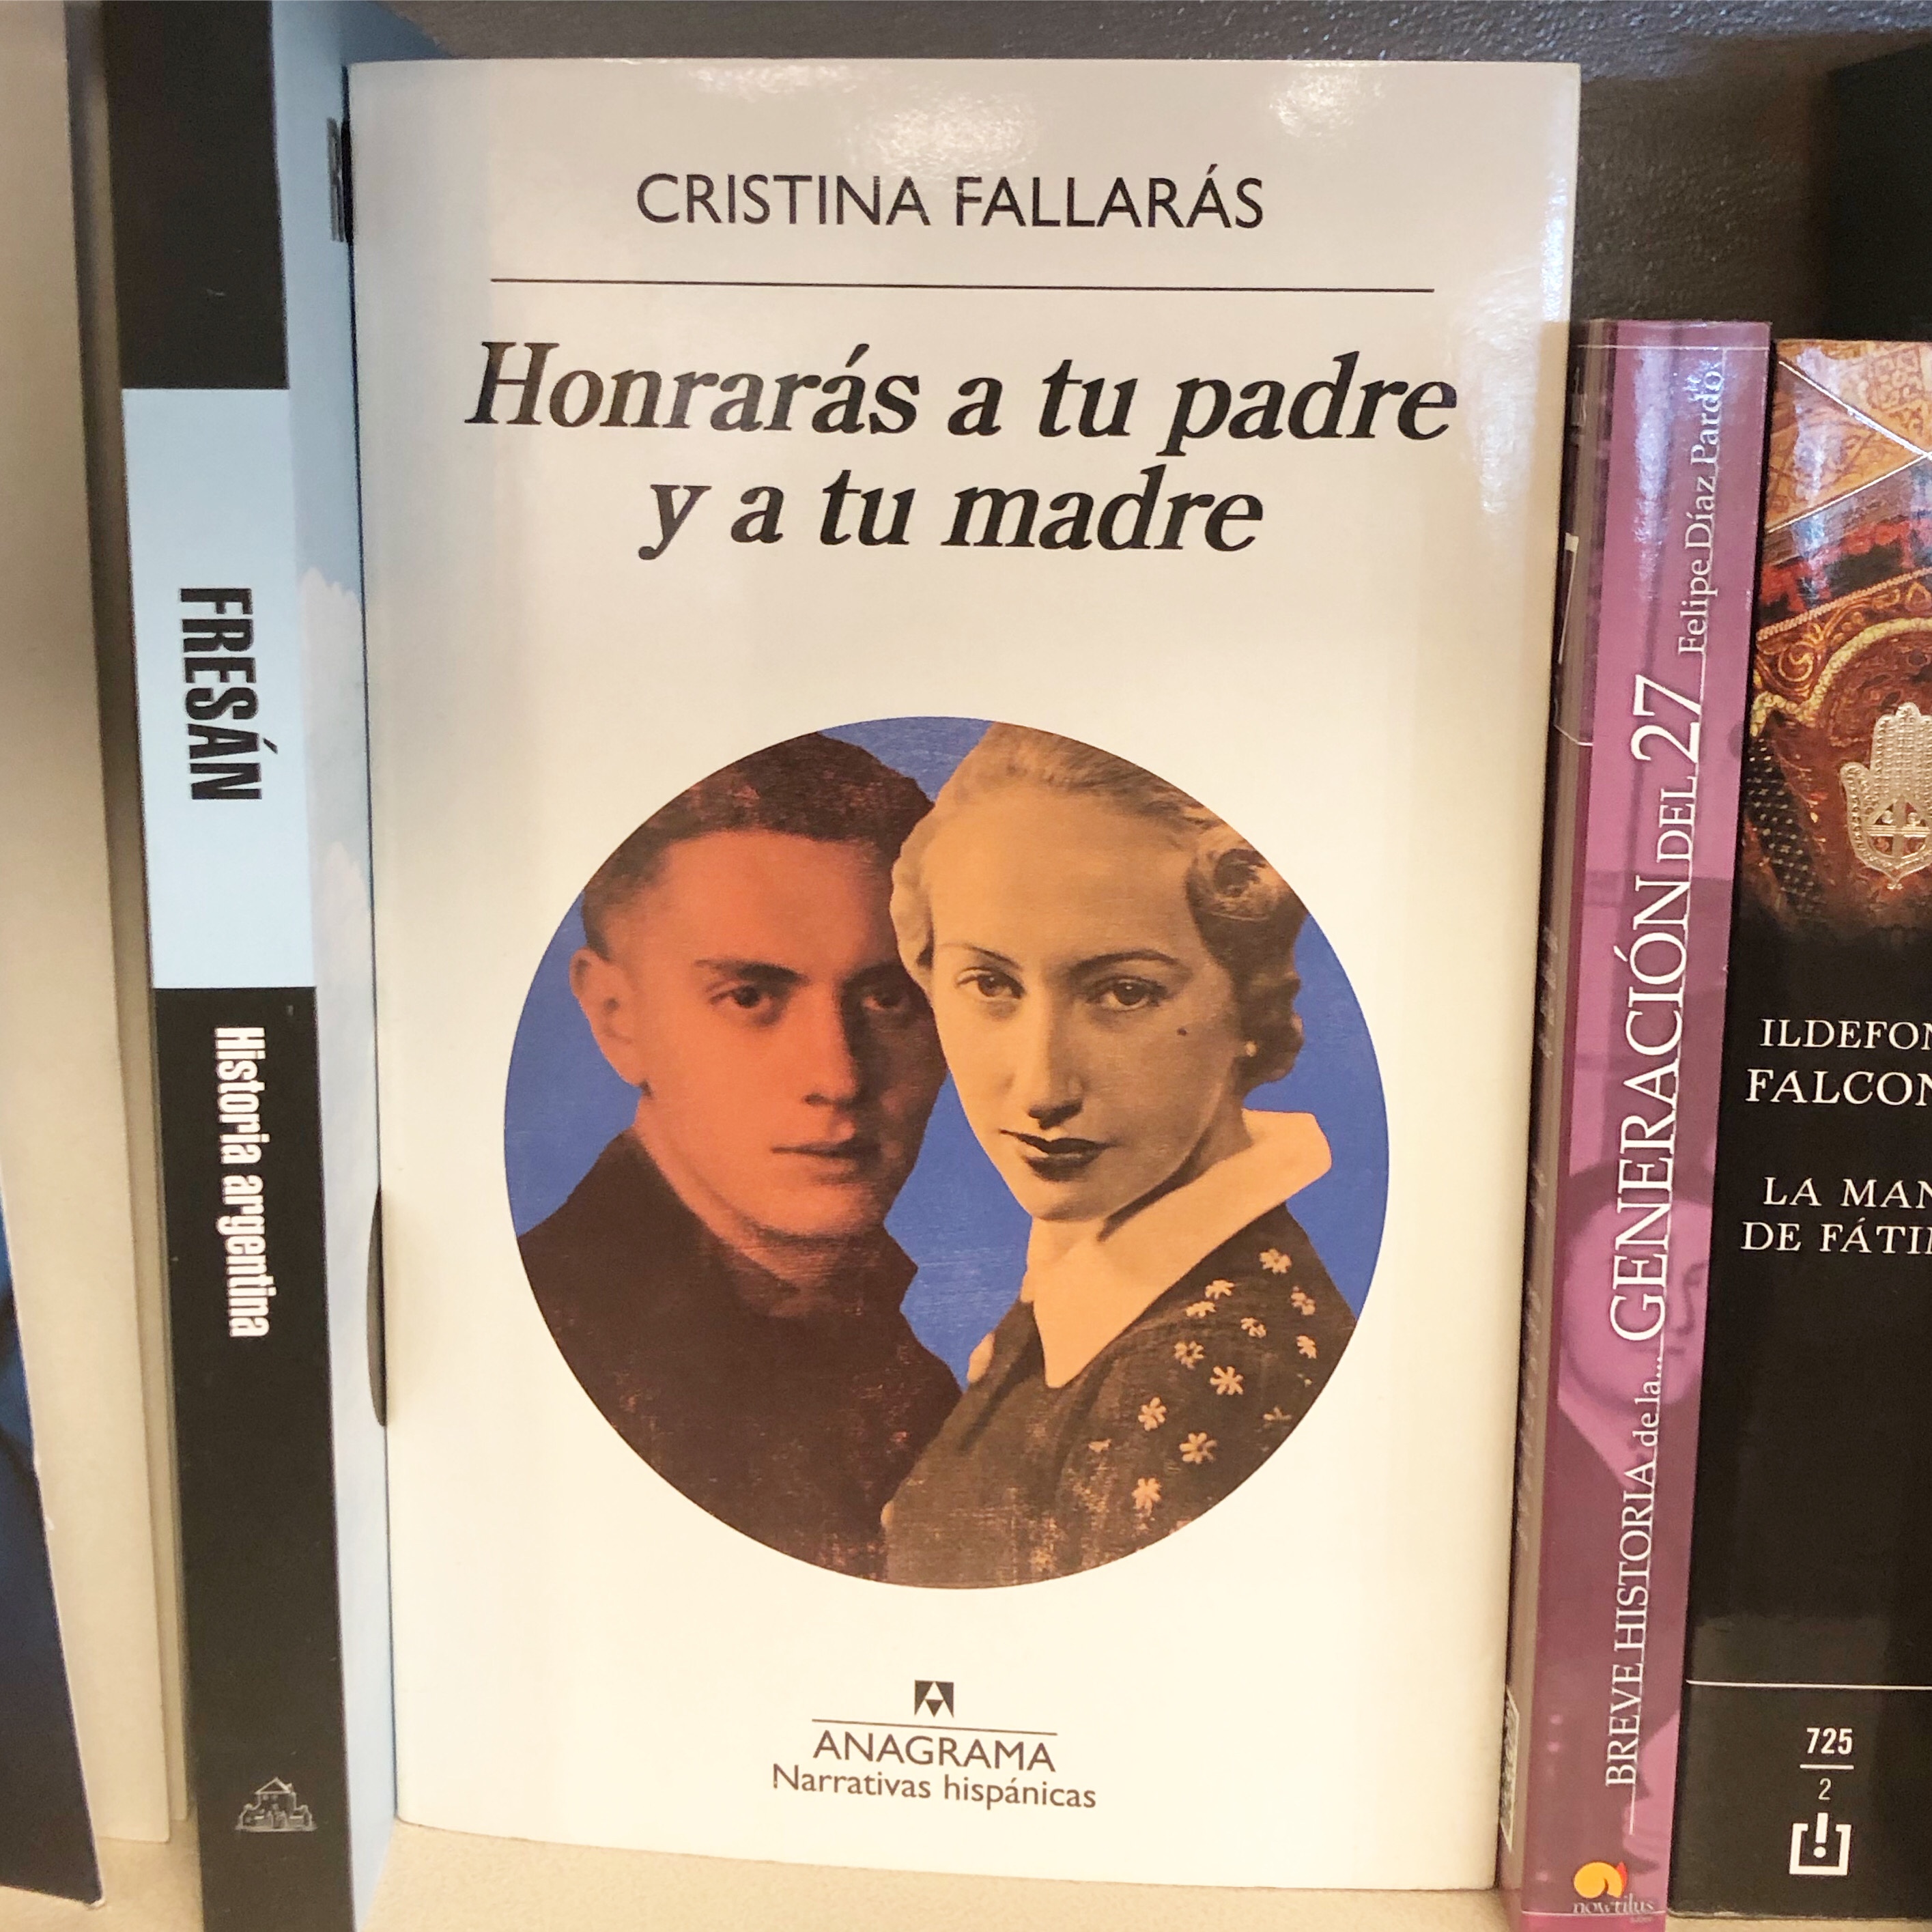 FRESÁN
Historia argentina
CRISTINA FALLARÁS
Honrarás a tu padre
y a tu madre
ANAGRAMA
Narrativas hispánicas
BREVE HISTORIA de la... GENERACIÓN DEL 27 Felipe Díaz Pardo
nowtilus
ILDEFON
FALCON
LA MAN
DE FÁTI
725
2